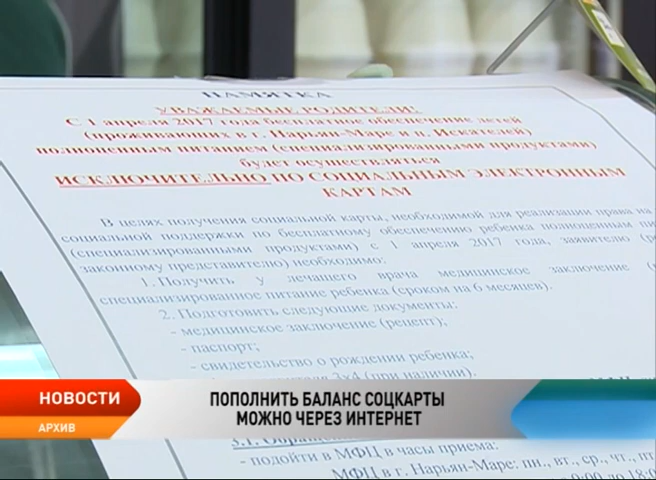 ПАМЯТКА
УВАЖАЕМЫЕ РОДИТЕЛИ!
С 1 апреля 2017 года бесплатное обеспечение детей
(проживающих в г. Нарьян-Маре и п. Искателей)
полноценным питанием (специализированными продуктами)
будет осуществляться
ИСКЛЮЧИТЕЛЬНО ПО СОЦИАЛЬНЫМ ЭЛЕКТРОННЫМ
КАРТАМ
В целях получения социальной карты, необходимой для реализации права на
социальной поддержки по бесплатному обеспечению ребенка полноценным
(специализированными продуктами) с 1 апреля 2017 года, заявителю
законному представителю) необходимо:
1. Получить у лечащего врача медицинское заключение
специализированное питание ребенка (сроком на 6 месяцев).
2. Подготовить следующие документы:
- медицинское заключение (рецепт);
- паспорт;
- свидетельство о рождении ребенка;
3х4 (при наличии).
НОВОСТИ
АРХИВ
ПОПОЛНИТЬ БАЛАНС СОЦКАРТЫ
МОЖНО ЧЕРЕЗ ИНТЕРНЕТ
- подойти в МФЦ в часы приема:
МФЦ в г. Нарьян-Маре: пн., вт., ср., чт.,